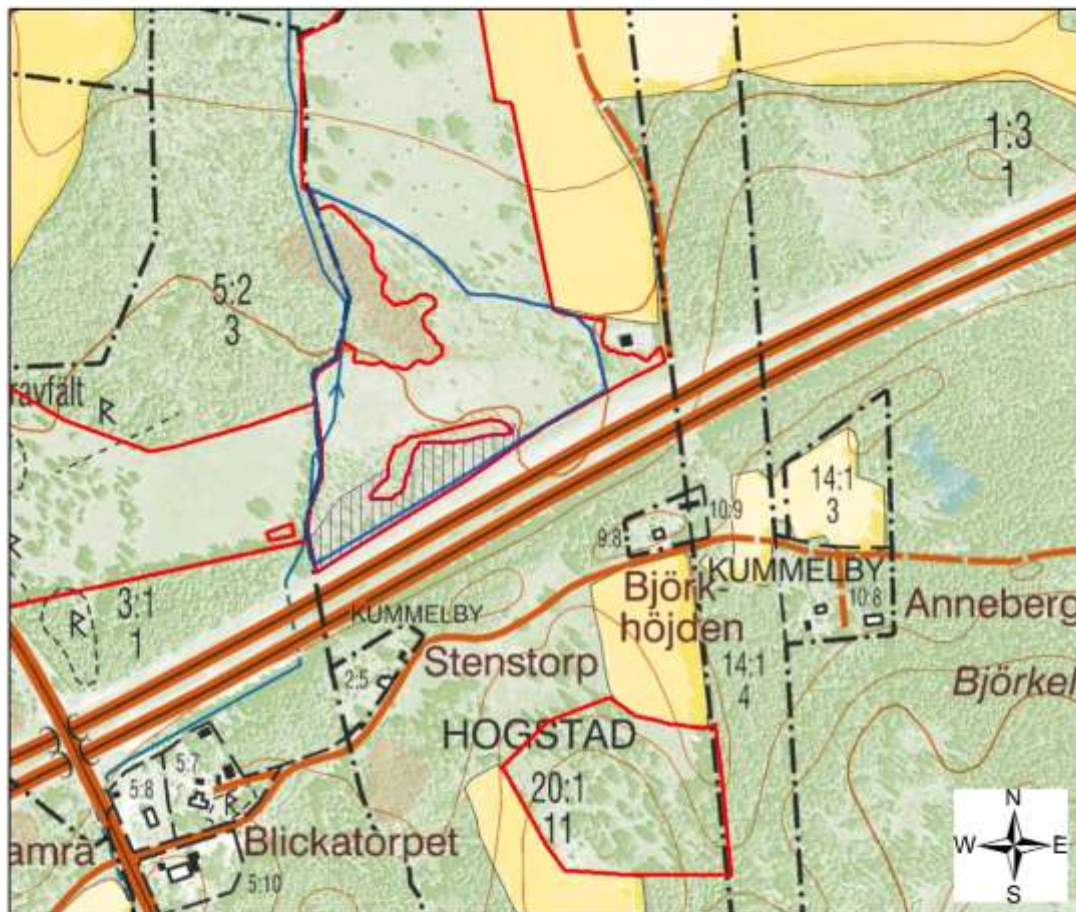 1:3
1
5:2
3
ravfält
R
14:1
3
10:9
9:8
R
KUMMELBY
Björk-
höjden
10:8
Anneberg
3:1
1
R
KUMMELBY
Stenstorp
14:1
4
Björkel
2:5
HOGSTAD
20:1
11
5:7
5:8
R
amra
Blickatorpet
5:10
N
W E
S